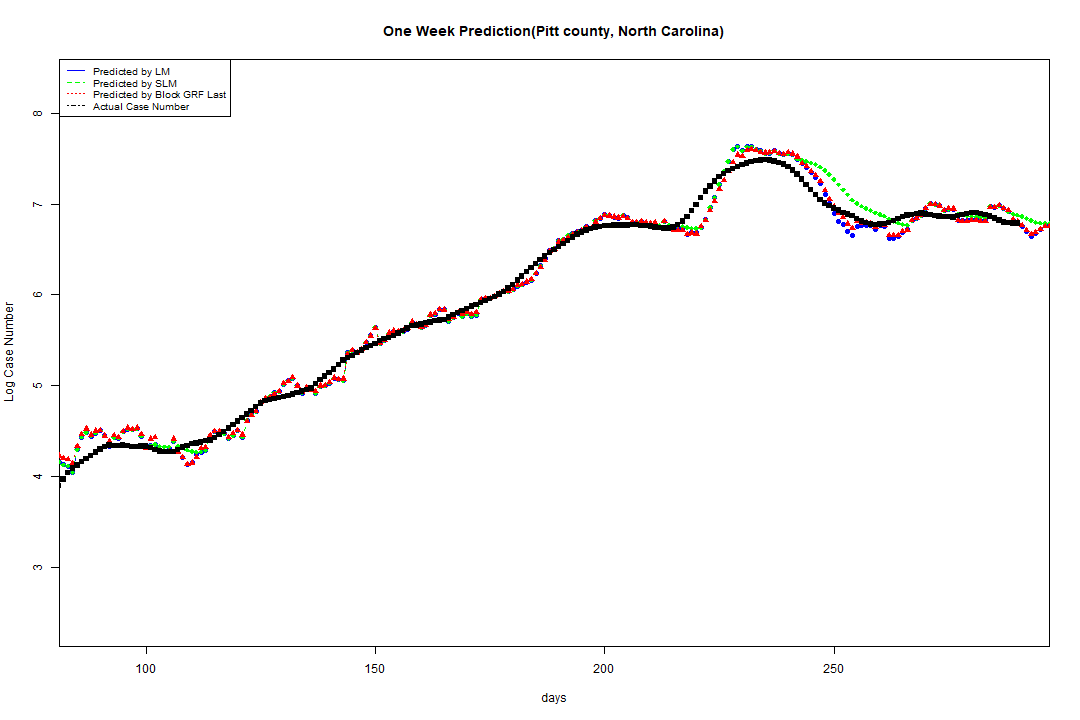 One Week Prediction(Pitt county, North Carolina)
Predicted by LM
Predicted by SLM
Predicted by Block GRF Last
Actual Case Number
8
7
6
5
4
3
Log Case Number
100 150 200 250
days